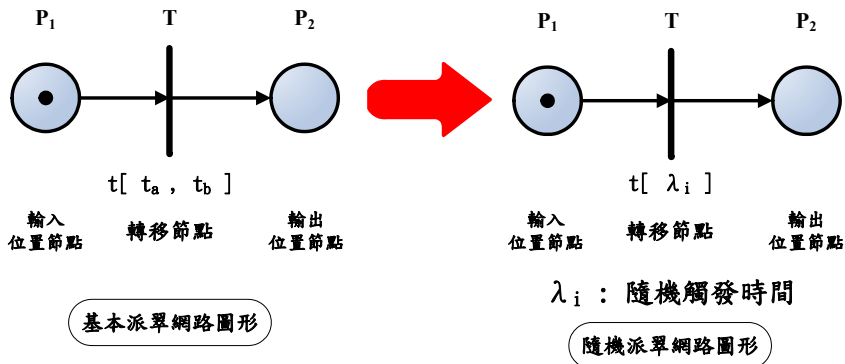 P₁ T P₂
t[ tₐ , t_b ]
輸入
位置節點
轉移節點
輸出
位置節點
基本派翠網路圖形
P₁ T P₂
t[ λᵢ ]
輸入
位置節點
轉移節點
輸出
位置節點
λᵢ : 隨機觸發時間
隨機派翠網路圖形